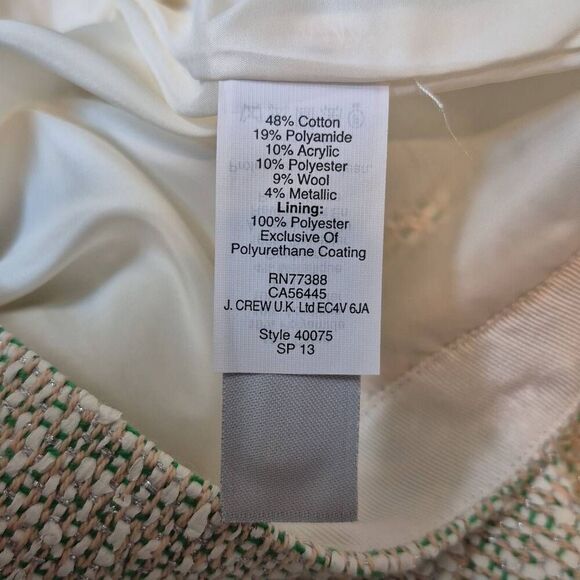 48% Cotton
19% Polyamide
10% Acrylic
10% Polyester
9% Wool
4% Metallic
Lining:
100% Polyester
Exclusive Of
Polyurethane Coating
RN77388
CA56445
J. CREW U.K. Ltd EC4V 6JA
Style 40075
SP 13